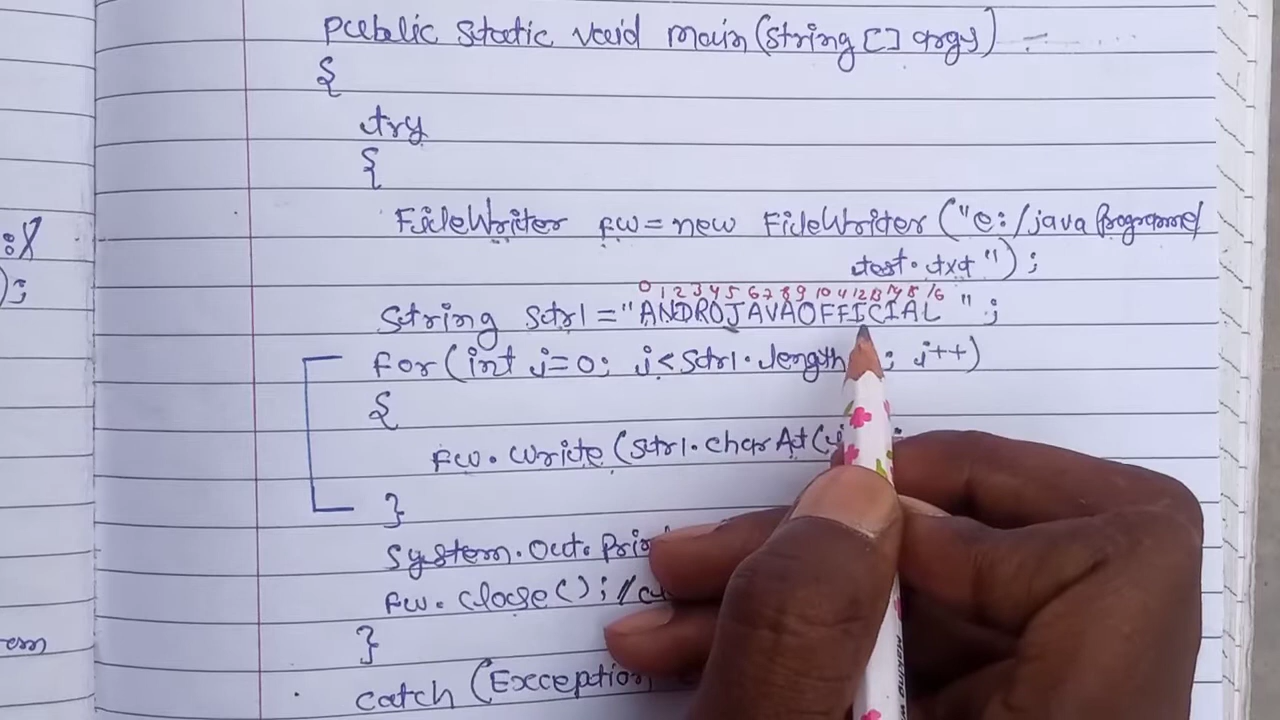 public static void main(String[] args)
{
try
{
:X
FileWriter fw=new FileWriter("e:/java programme/
test.txt");
);
0 1 2 3 4 5 6 7 8 9 10 11 12 13 14 15 16
String str1="ANDROJAVAOFFICIAL";
for(int i=0; i<str1.length ; i++)
{
fw.write(str1.charAt(i
}
System.out.prin
fw.close();//
}
catch(Exception